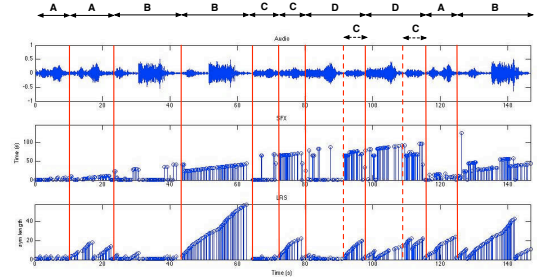 A A B B C C D D A B
C C
Audio
1
0.5
0
-0.5
-1
0 20 40 60 80 100 120 140
SFX
Time (s)
100
50
0
0 20 40 60 80 100 120 140
LRS
sym length
40
20
0
0 20 40 60 80 100 120 140
Time (s)